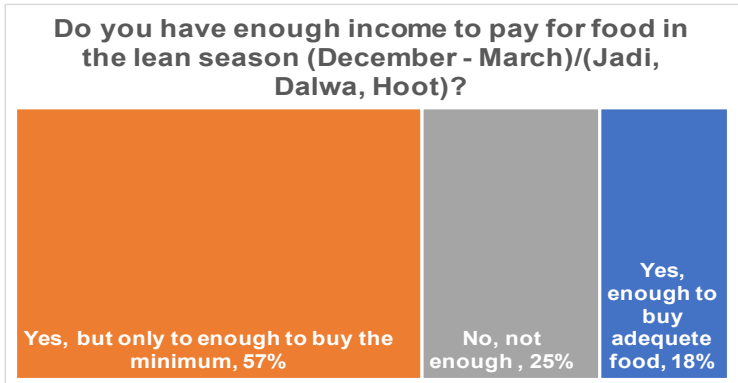 Do you have enough income to pay for food in
the lean season (December - March)/(Jadi,
Dalwa, Hoot)?
Yes, but only to enough to buy the
minimum, 57%
No, not
enough , 25%
Yes,
enough to
buy
adequete
food, 18%